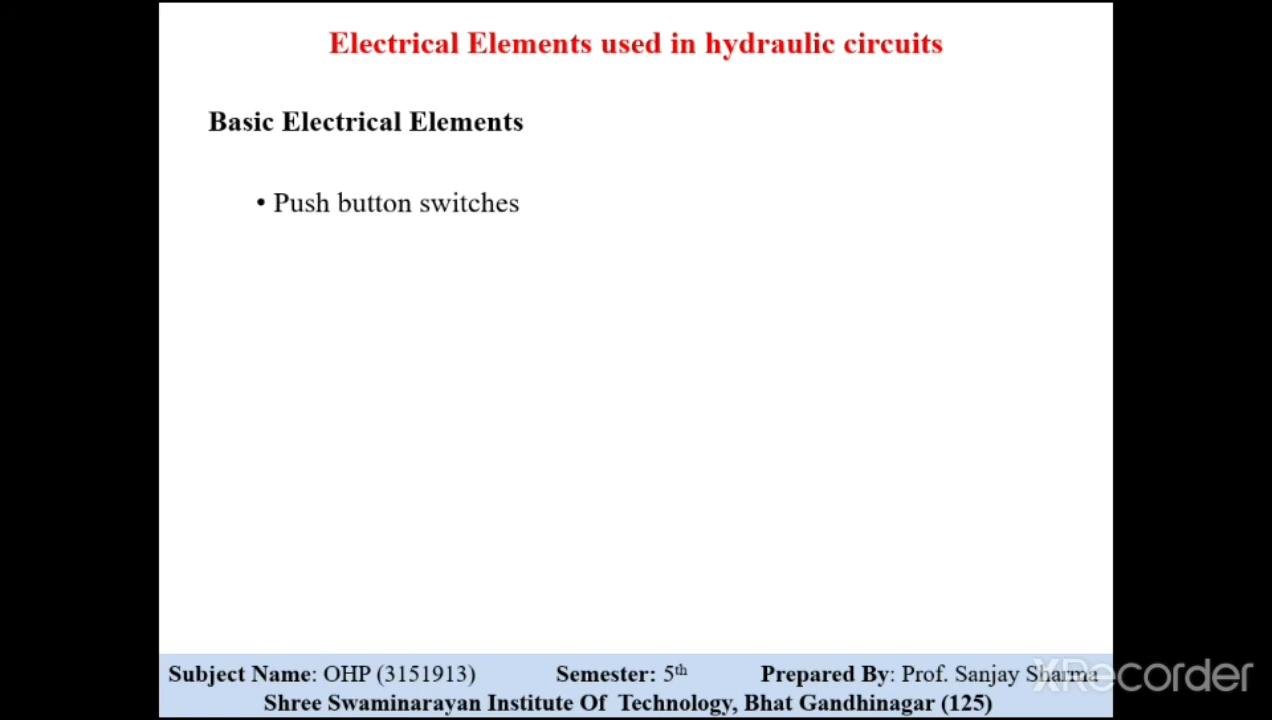 Electrical Elements used in hydraulic circuits
Basic Electrical Elements
• Push button switches
Subject Name: OHP (3151913) Semester: 5th Prepared By: Prof. Sanjay Sharma
XRecorder
Shree Swaminarayan Institute Of Technology, Bhat Gandhinagar (125)